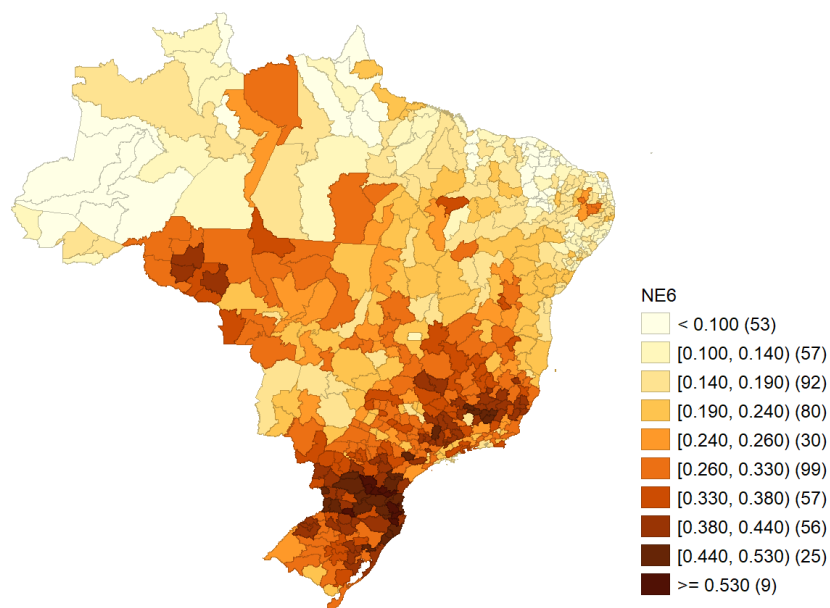 NE6
< 0.100 (53)
[0.100, 0.140) (57)
[0.140, 0.190) (92)
[0.190, 0.240) (80)
[0.240, 0.260) (30)
[0.260, 0.330) (99)
[0.330, 0.380) (57)
[0.380, 0.440) (56)
[0.440, 0.530) (25)
>= 0.530 (9)